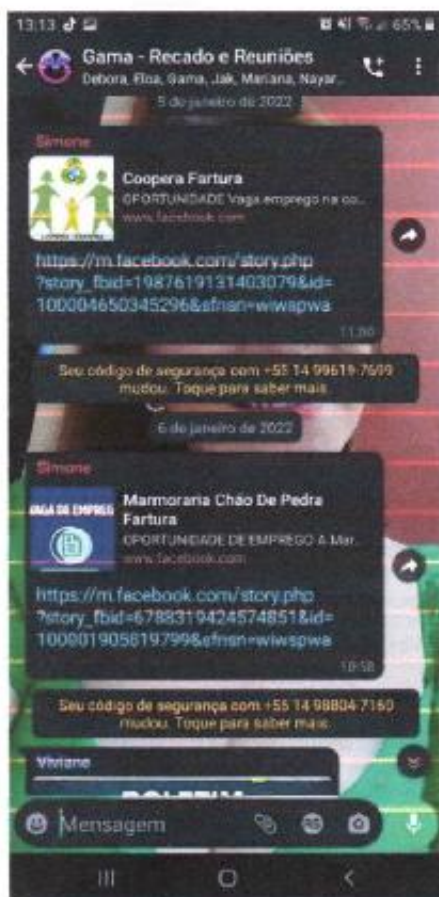 13:13
65%
Gama - Recado e Reuniões
Debora, Eloa, Gama, Jak, Mariana, Nayar...
5 de janeiro de 2022
Simone
Coopera Fartura
OPORTUNIDADE Vaga emprego na co...
www.facebook.com
https://m.facebook.com/story.php
?story_fbid=1987619131403079&id=
100004650345296&sfnsn=wiwspwa
11:00
Seu código de segurança com +55 14 99619-7699
mudou. Toque para saber mais.
6 de janeiro de 2022
Simone
VAGA DE EMPREG
Marmoraria Chão De Pedra
Fartura
OPORTUNIDADE DE EMPREGO A Mar...
www.facebook.com
https://m.facebook.com/story.php
?story_fbid=6788319424574851&id=
100001905819799&sfnsn=wiwspwa
10:58
Seu código de segurança com +55 14 98804-7160
mudou. Toque para saber mais.
Viviane
BOLETIM
Mensagem